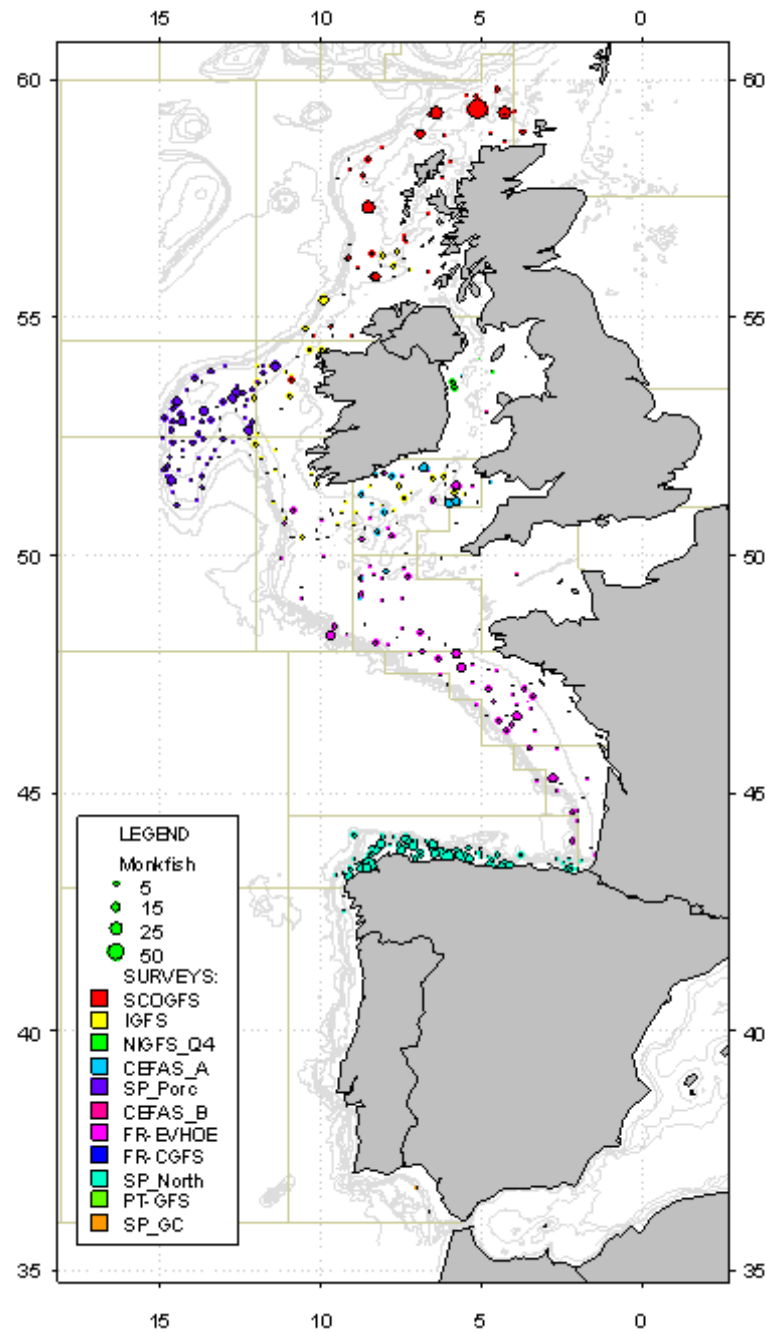 15 10 5 0
60 60
55 55
50 50
45 45
LEGEND
Monkfish
5
15
25
50
SURVEYS:
SCOGFS
IGFS
NIGFS_Q4
CEFAS_A
SP_Porc
CEFAS_B
FR-EVHOE
FR-CGFS
SP_North
PT-GFS
SP_GC
40 40
35 35
15 10 5 0